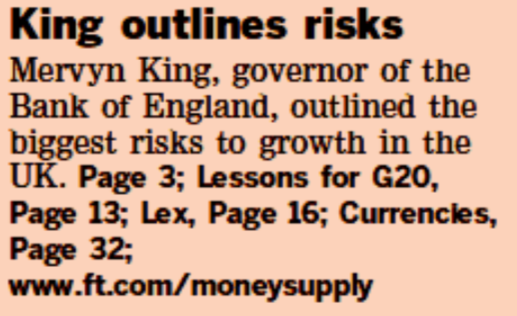 King outlines risks
Mervyn King, governor of the
Bank of England, outlined the
biggest risks to growth in the
UK. Page 3; Lessons for G20,
Page 13; Lex, Page 16; Currencies,
Page 32;
www.ft.com/moneysupply